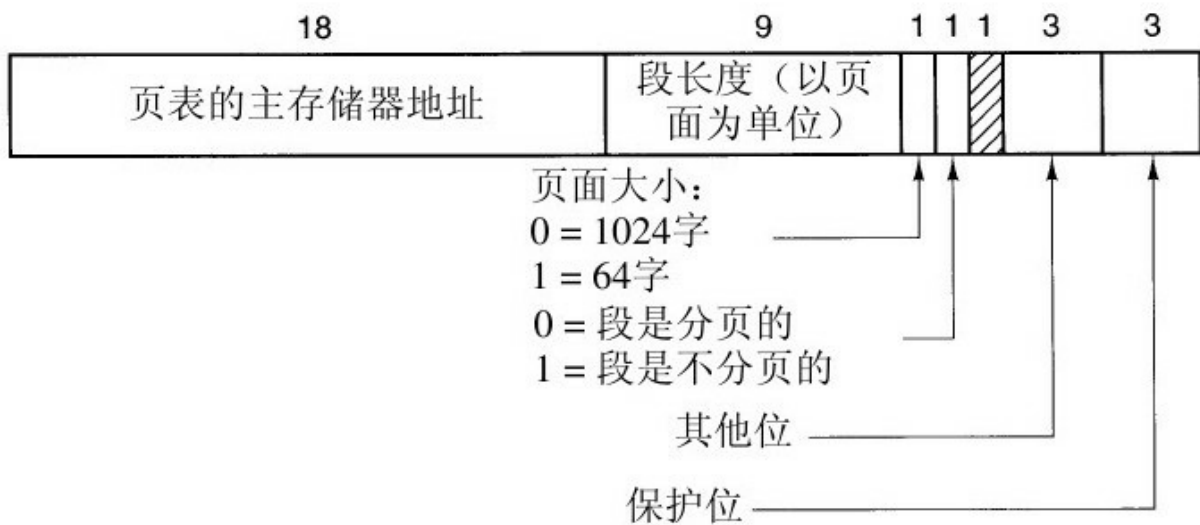 18 9 1 1 1 3 3
页表的主存储器地址
段长度（以页
面为单位）
页面大小：
0 = 1024字
1 = 64字
0 = 段是分页的
1 = 段是不分页的
其他位
保护位